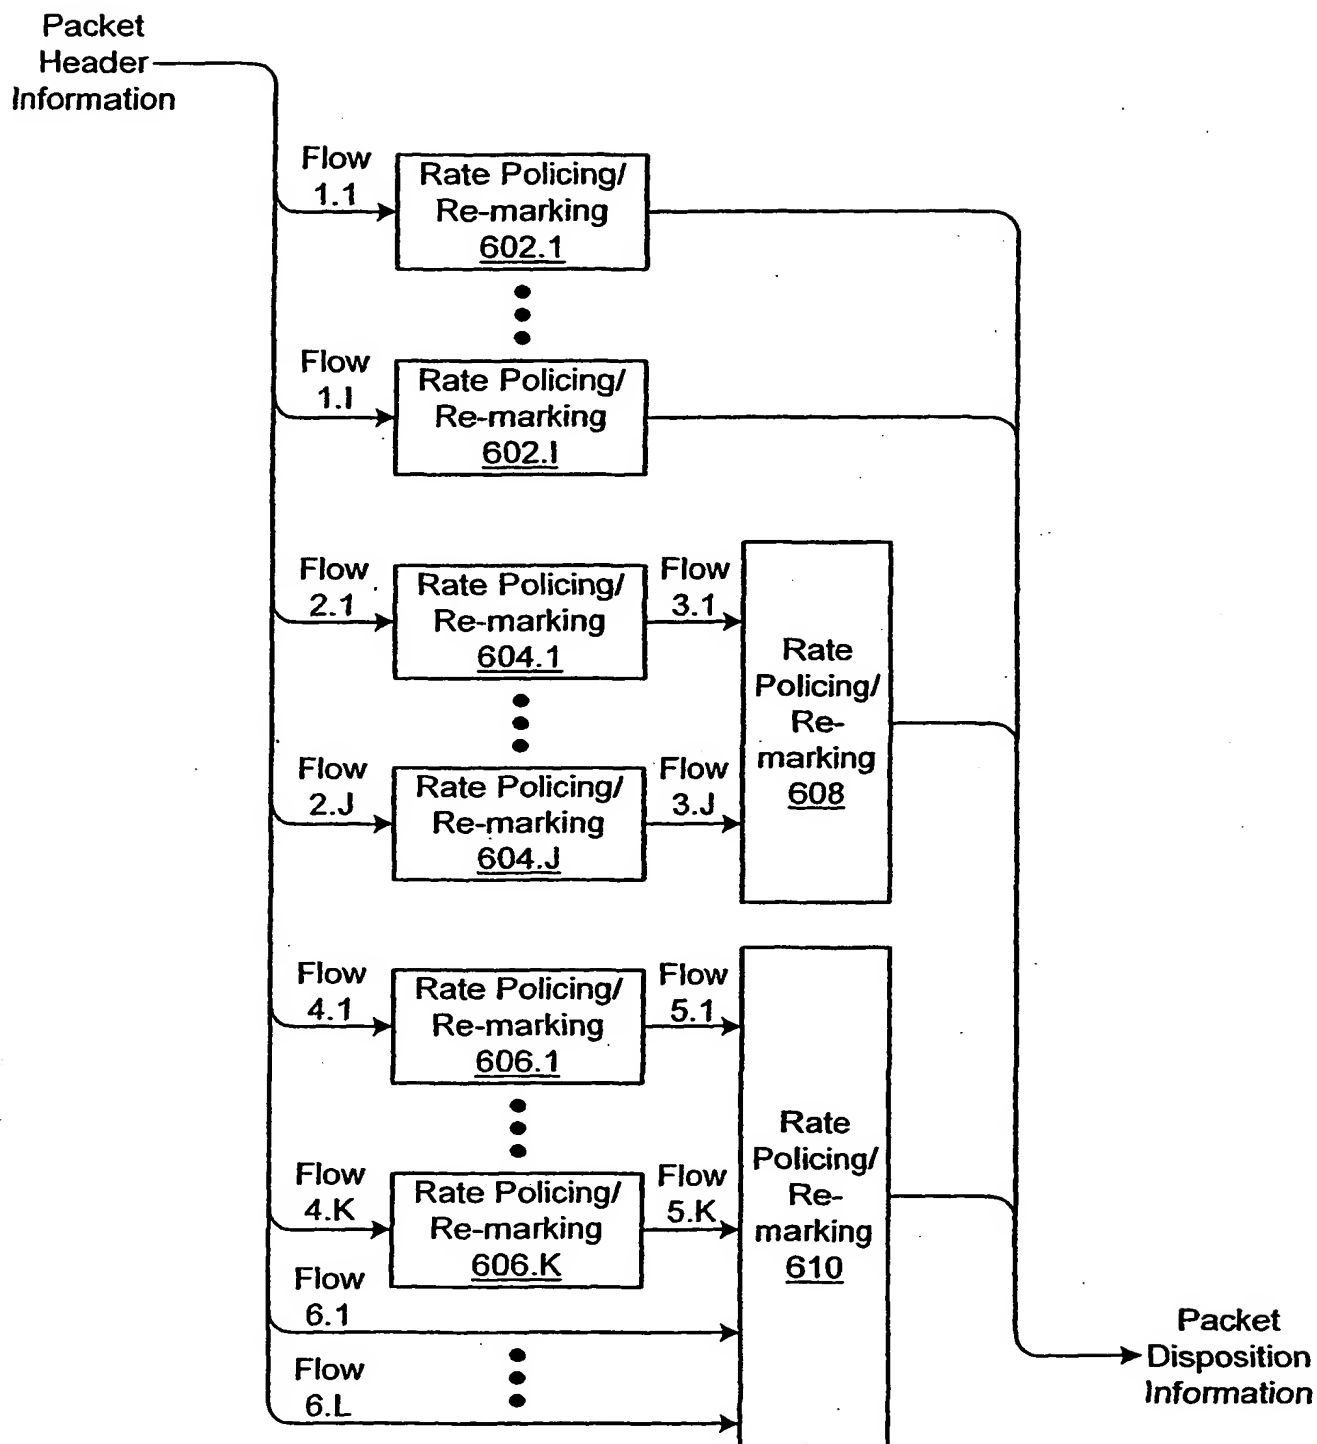 Packet
Header
Information
Flow
1.1
Rate Policing/
Re-marking
602.1
Flow
1.I
Rate Policing/
Re-marking
602.I
Flow
2.1
Rate Policing/
Re-marking
604.1
Flow
3.1
Flow
2.J
Rate Policing/
Re-marking
604.J
Flow
3.J
Rate
Policing/
Re-
marking
608
Flow
4.1
Rate Policing/
Re-marking
606.1
Flow
5.1
Flow
4.K
Rate Policing/
Re-marking
606.K
Flow
5.K
Flow
6.1
Flow
6.L
Rate
Policing/
Re-
marking
610
Packet
Disposition
Information